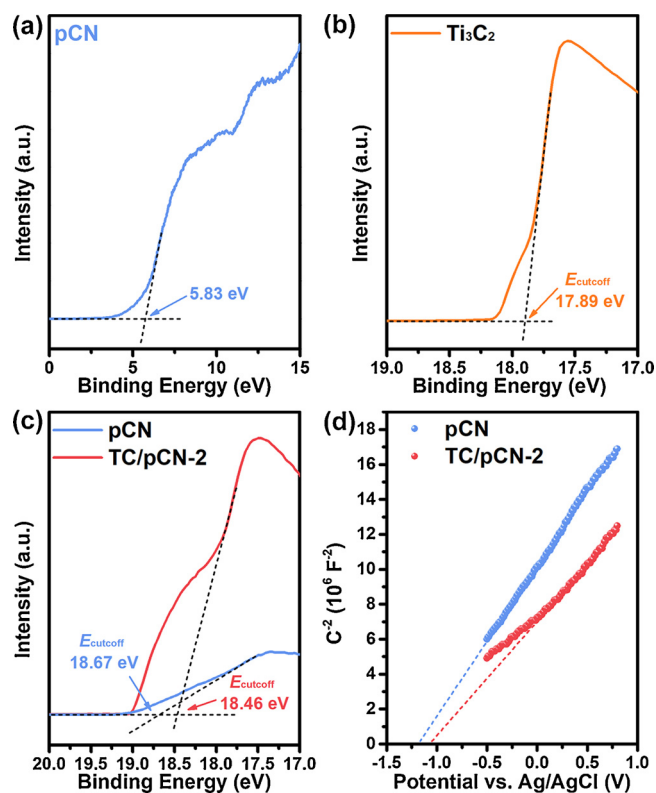 (a)
pCN
Intensity (a.u.)
5.83 eV
0 5 10 15
Binding Energy (eV)
(b)
Ti₃C₂
Intensity (a.u.)
Ecutoff
17.89 eV
19.0 18.5 18.0 17.5 17.0
Binding Energy (eV)
(c)
pCN
TC/pCN-2
Intensity (a.u.)
Ecutoff
18.67 eV
Ecutoff
18.46 eV
20.0 19.5 19.0 18.5 18.0 17.5 17.0
Binding Energy (eV)
(d)
pCN
TC/pCN-2
C⁻² (10⁶ F⁻²)
18
16
14
12
10
8
6
4
2
0
-1.5 -1.0 -0.5 0.0 0.5 1.0
Potential vs. Ag/AgCl (V)